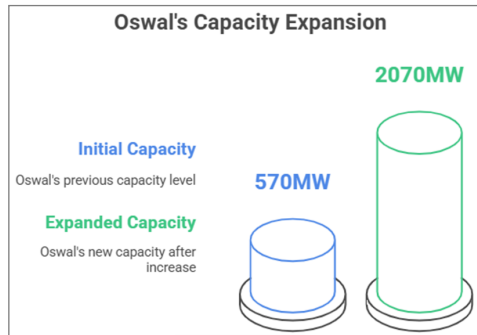 Oswal's Capacity Expansion
2070MW
Initial Capacity
Oswal's previous capacity level
570MW
Expanded Capacity
Oswal's new capacity after
increase